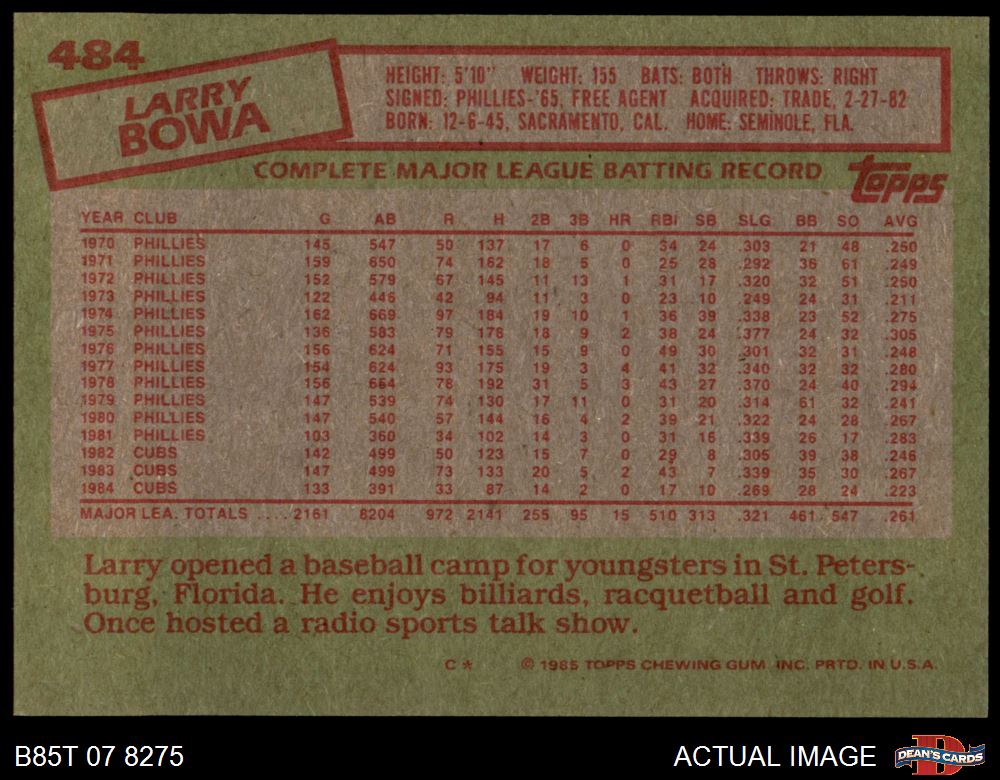 484
LARRY
BOWA
HEIGHT: 5'10" WEIGHT: 155 BATS: BOTH THROWS: RIGHT
SIGNED: PHILLIES-'65, FREE AGENT ACQUIRED: TRADE, 2-27-82
BORN: 12-6-45, SACRAMENTO, CAL. HOME: SEMINOLE, FLA.
COMPLETE MAJOR LEAGUE BATTING RECORD
Topps
YEAR CLUB G AB R H 2B 3B HR RBI SB SLG BB SO AVG
1970 PHILLIES 145 547 50 137 17 6 0 34 24 .303 21 48 .250
1971 PHILLIES 159 650 74 162 18 5 0 25 28 .292 36 61 .249
1972 PHILLIES 152 579 67 145 11 13 1 31 17 .320 32 51 .250
1973 PHILLIES 122 446 42 94 11 3 0 23 10 .249 24 31 .211
1974 PHILLIES 162 669 97 184 19 10 1 36 39 .338 23 52 .275
1975 PHILLIES 136 583 79 178 18 9 2 38 24 .377 24 32 .305
1976 PHILLIES 156 624 71 155 15 9 0 49 30 .301 32 31 .248
1977 PHILLIES 154 624 93 175 19 3 4 41 32 .340 32 32 .280
1978 PHILLIES 156 654 78 192 31 5 3 43 27 .370 24 40 .294
1979 PHILLIES 147 539 74 130 17 11 0 31 20 .314 61 32 .241
1980 PHILLIES 147 540 57 144 16 4 2 39 21 .322 24 28 .267
1981 PHILLIES 103 360 34 102 14 3 0 31 16 .339 26 17 .283
1982 CUBS 142 499 50 123 15 7 0 29 8 .305 39 38 .246
1983 CUBS 147 499 73 133 20 5 2 43 7 .339 35 30 .267
1984 CUBS 133 391 33 87 14 2 0 17 10 .269 28 24 .223
MAJOR LEA. TOTALS .... 2161 8204 972 2141 255 95 15 510 313 .321 461 547 .261
Larry opened a baseball camp for youngsters in St. Peters-
burg, Florida. He enjoys billiards, racquetball and golf.
Once hosted a radio sports talk show.
C* © 1985 TOPPS CHEWING GUM, INC. PRTD. IN U.S.A.
B85T 07 8275 ACTUAL IMAGE D DEAN'S CARDS